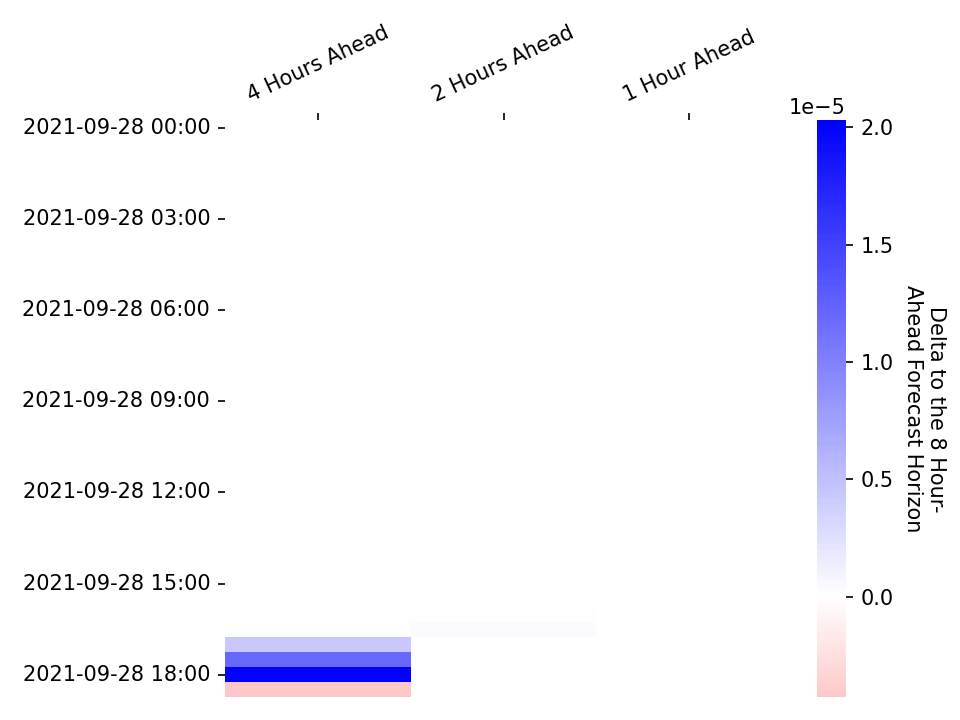 4 Hours Ahead
2 Hours Ahead
1 Hour Ahead
1e−5
2021-09-28 00:00
2021-09-28 03:00
2021-09-28 06:00
2021-09-28 09:00
2021-09-28 12:00
2021-09-28 15:00
2021-09-28 18:00
2.0
1.5
1.0
0.5
0.0
Delta to the 8 Hour-
Ahead Forecast Horizon